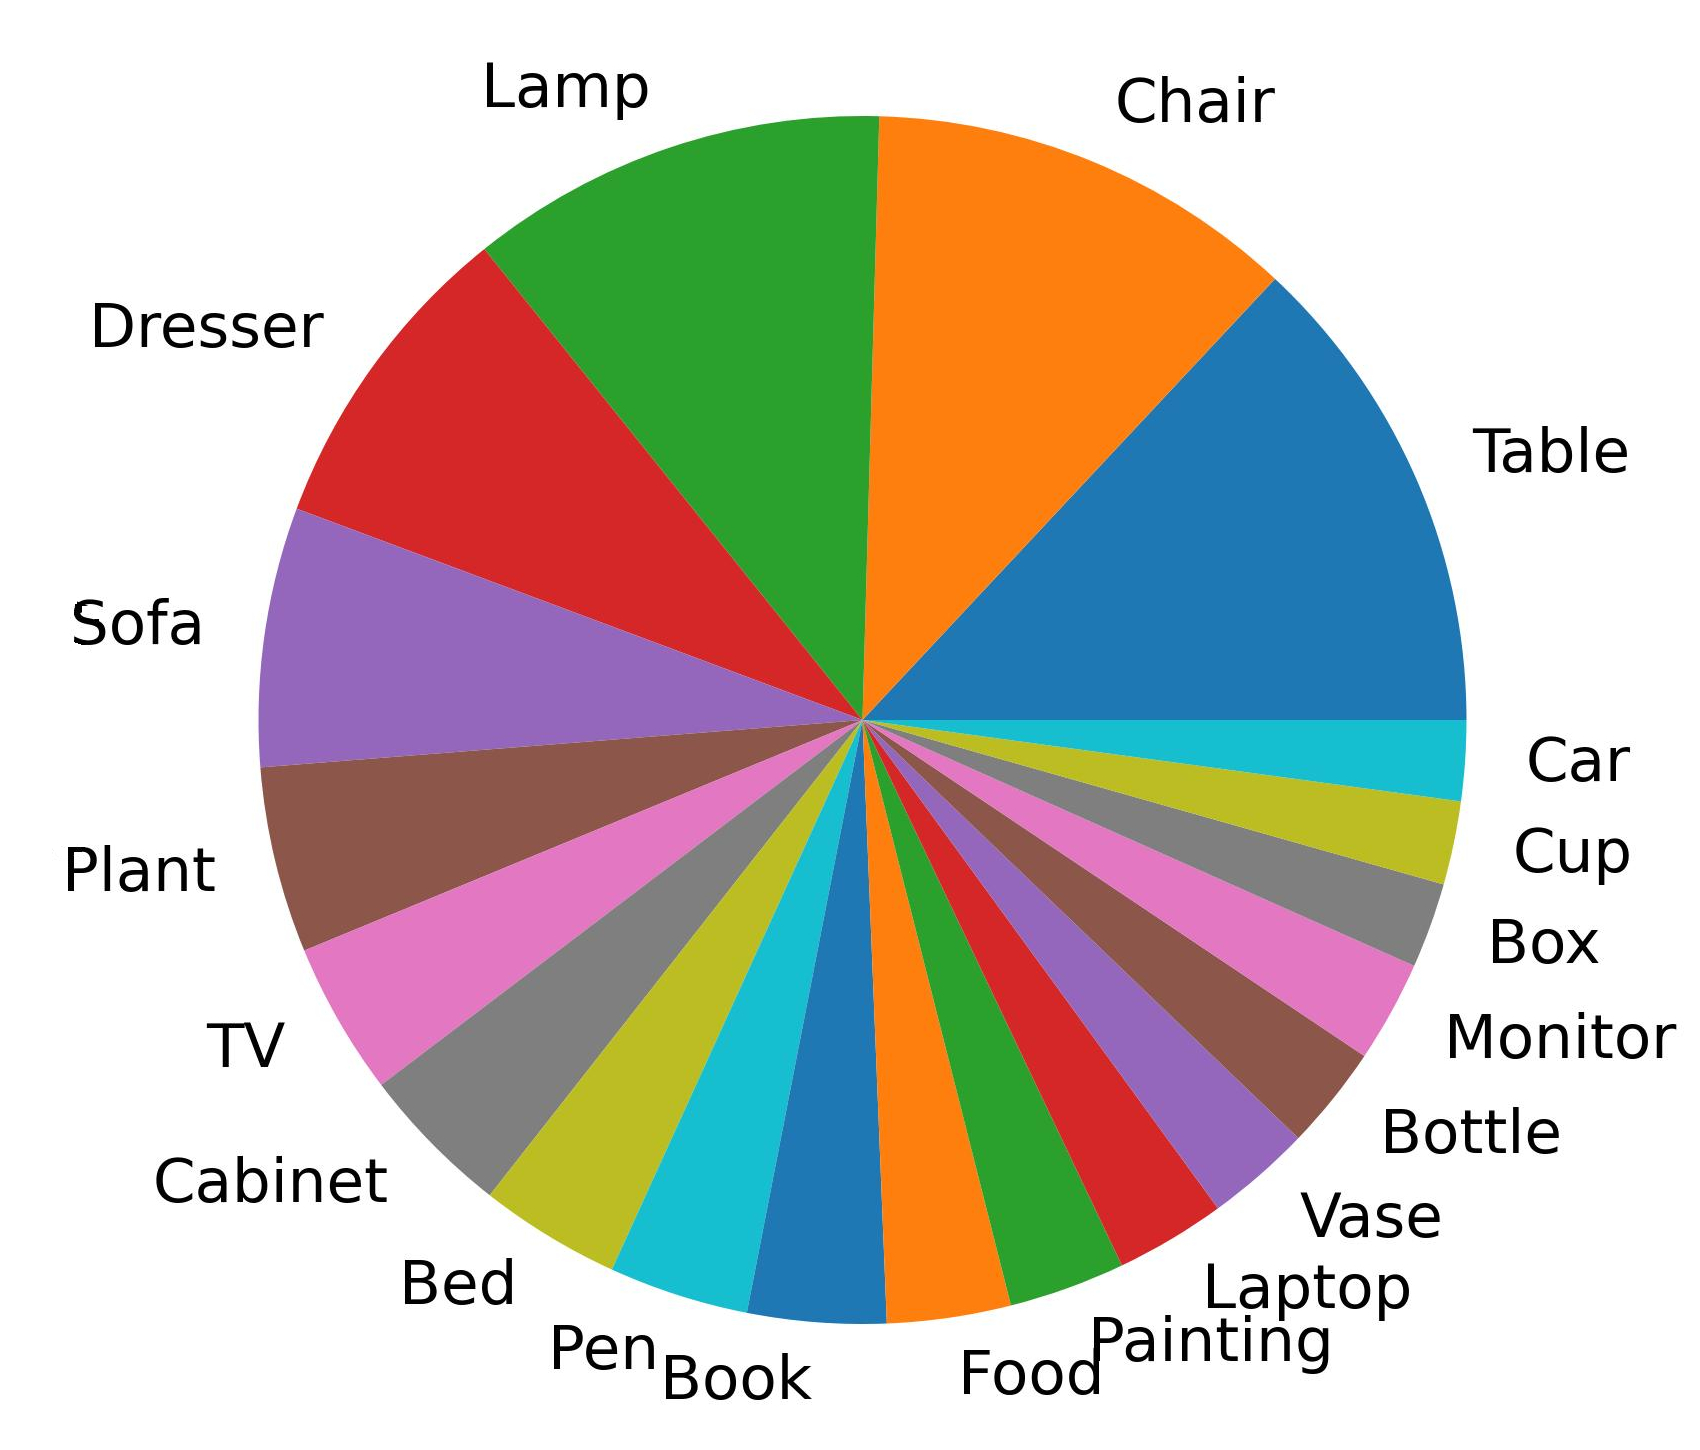 Lamp
Chair
Dresser
Table
Sofa
Car
Cup
Plant
Box
TV
Monitor
Bottle
Cabinet
Vase
Bed
Laptop
Painting
Pen
Book
Food